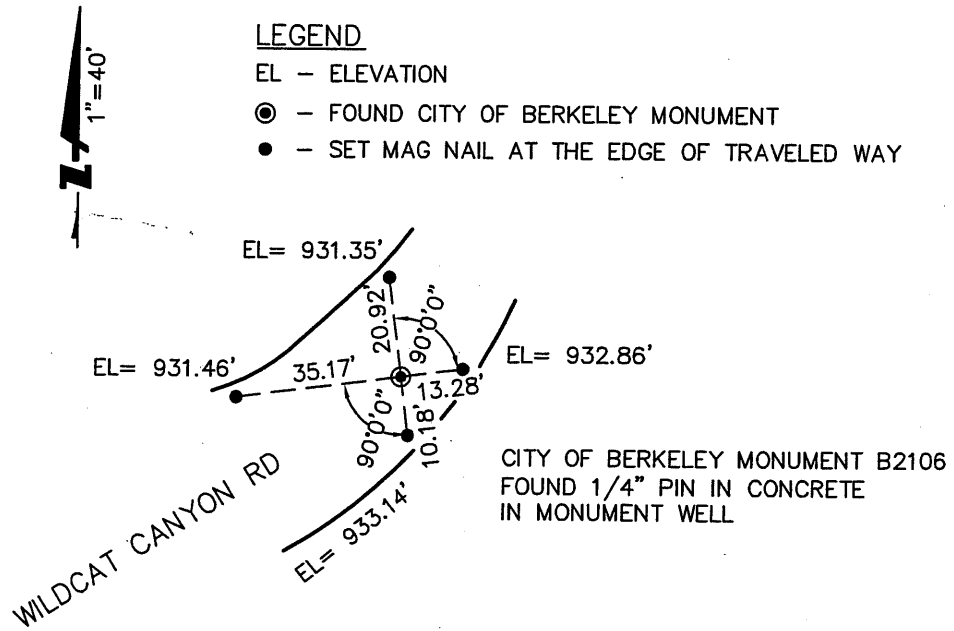 LEGEND
EL – ELEVATION
– FOUND CITY OF BERKELEY MONUMENT
– SET MAG NAIL AT THE EDGE OF TRAVELED WAY
1"=40'
N
EL= 931.35'
20.92'
90°0'0"
EL= 931.46'
35.17'
EL= 932.86'
13.28'
90°0'0"
10.18'
EL= 933.14'
WILDCAT CANYON RD
CITY OF BERKELEY MONUMENT B2106
FOUND 1/4" PIN IN CONCRETE
IN MONUMENT WELL